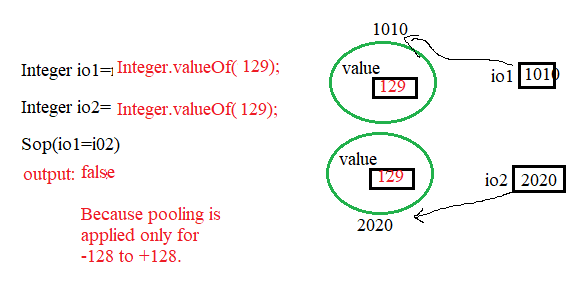 Integer io1= Integer.valueOf( 129);
Integer io2= Integer.valueOf( 129);
Sop(io1=i02)
output: false
Because pooling is
applied only for
-128 to +128.
1010
value
129
io1 1010
value
129
io2 2020
2020